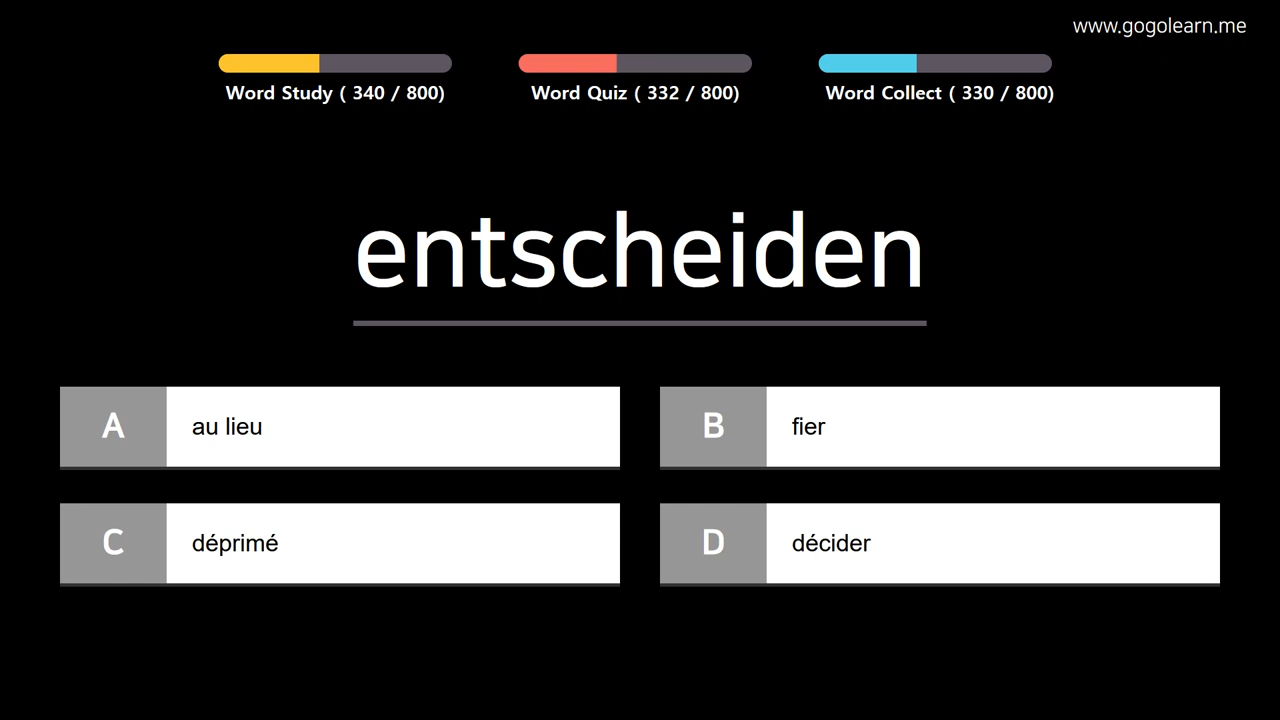 www.gogolearn.me
Word Study ( 340 / 800)
Word Quiz ( 332 / 800)
Word Collect ( 330 / 800)
entscheiden
A au lieu
B fier
C déprimé
D décider